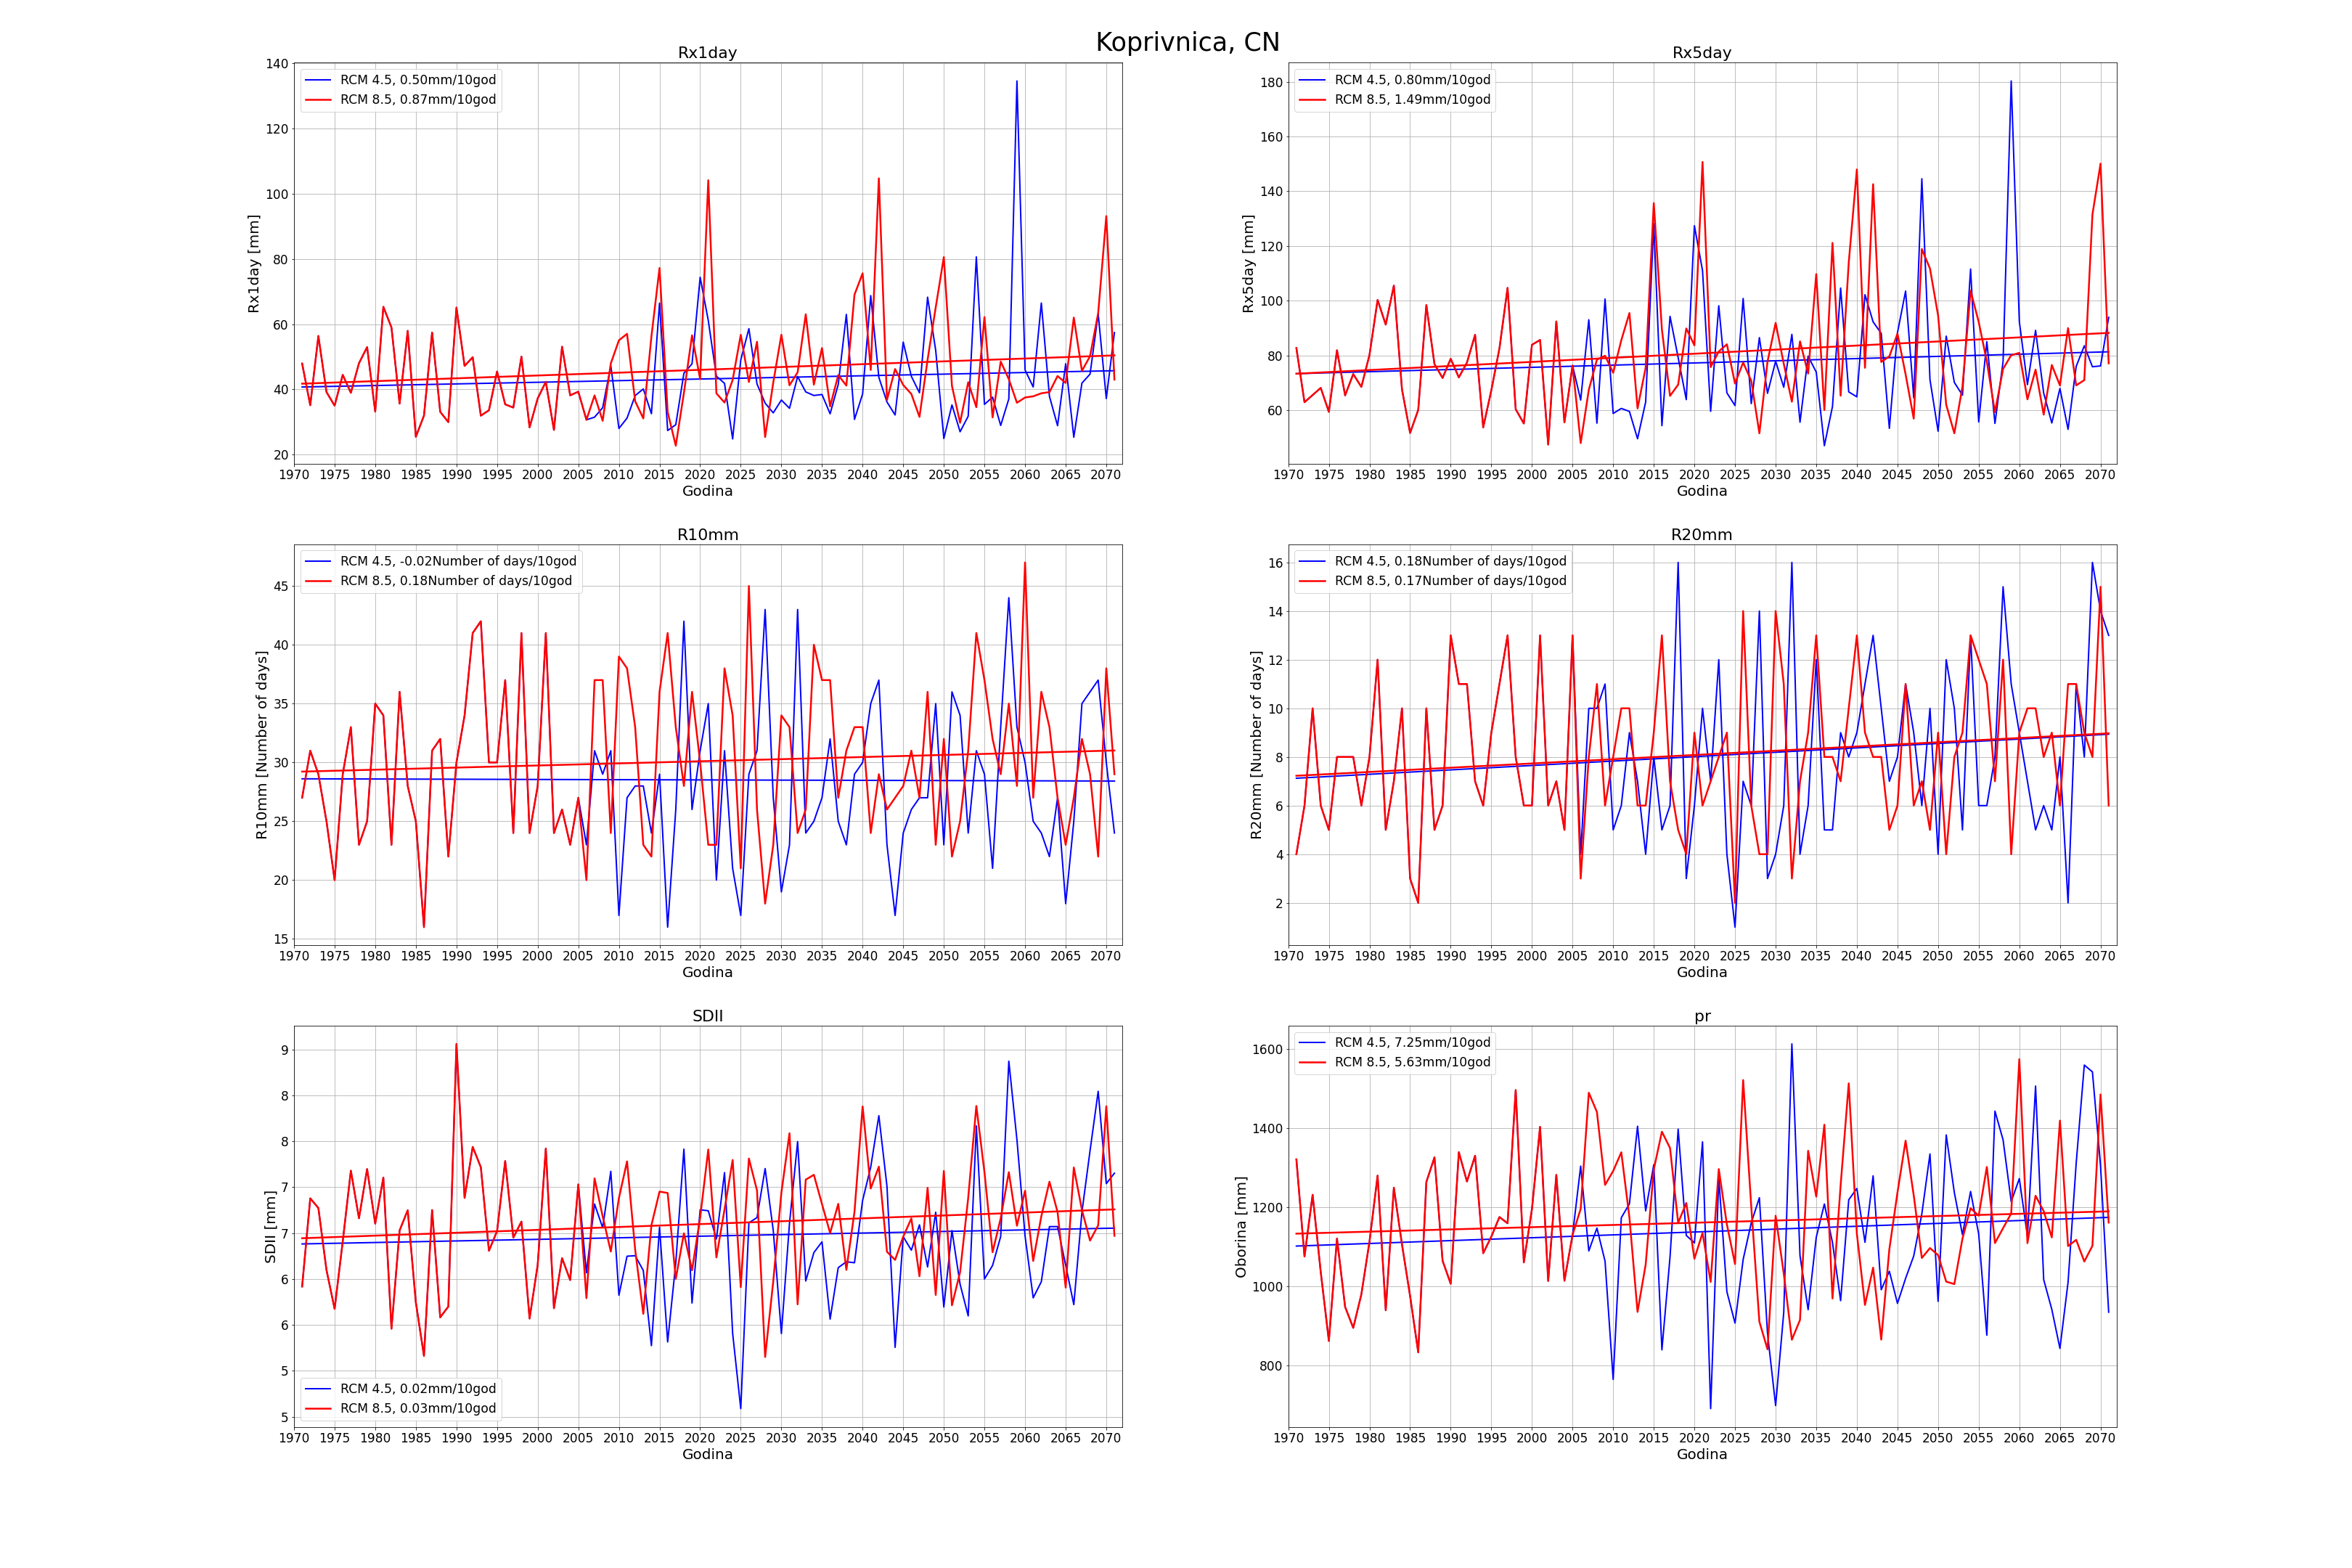 Koprivnica, CN
Rx1day
RCM 4.5, 0.50mm/10god
RCM 8.5, 0.87mm/10god
Rx1day [mm]
140
120
100
80
60
40
20
1970 1975 1980 1985 1990 1995 2000 2005 2010 2015 2020 2025 2030 2035 2040 2045 2050 2055 2060 2065 2070
Godina
Rx5day
RCM 4.5, 0.80mm/10god
RCM 8.5, 1.49mm/10god
Rx5day [mm]
180
160
140
120
100
80
60
1970 1975 1980 1985 1990 1995 2000 2005 2010 2015 2020 2025 2030 2035 2040 2045 2050 2055 2060 2065 2070
Godina
R10mm
RCM 4.5, -0.02Number of days/10god
RCM 8.5, 0.18Number of days/10god
R10mm [Number of days]
45
40
35
30
25
20
15
1970 1975 1980 1985 1990 1995 2000 2005 2010 2015 2020 2025 2030 2035 2040 2045 2050 2055 2060 2065 2070
Godina
R20mm
RCM 4.5, 0.18Number of days/10god
RCM 8.5, 0.17Number of days/10god
R20mm [Number of days]
16
14
12
10
8
6
4
2
1970 1975 1980 1985 1990 1995 2000 2005 2010 2015 2020 2025 2030 2035 2040 2045 2050 2055 2060 2065 2070
Godina
SDII
SDII [mm]
9
8
8
7
7
6
6
5
5
RCM 4.5, 0.02mm/10god
RCM 8.5, 0.03mm/10god
1970 1975 1980 1985 1990 1995 2000 2005 2010 2015 2020 2025 2030 2035 2040 2045 2050 2055 2060 2065 2070
Godina
pr
RCM 4.5, 7.25mm/10god
RCM 8.5, 5.63mm/10god
Oborina [mm]
1600
1400
1200
1000
800
1970 1975 1980 1985 1990 1995 2000 2005 2010 2015 2020 2025 2030 2035 2040 2045 2050 2055 2060 2065 2070
Godina